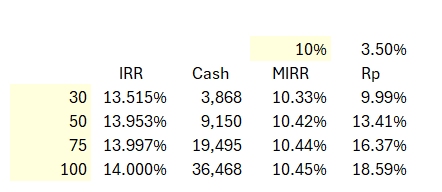 10% 3.50%
IRR Cash MIRR Rp
30 13.515% 3,868 10.33% 9.99%
50 13.953% 9,150 10.42% 13.41%
75 13.997% 19,495 10.44% 16.37%
100 14.000% 36,468 10.45% 18.59%